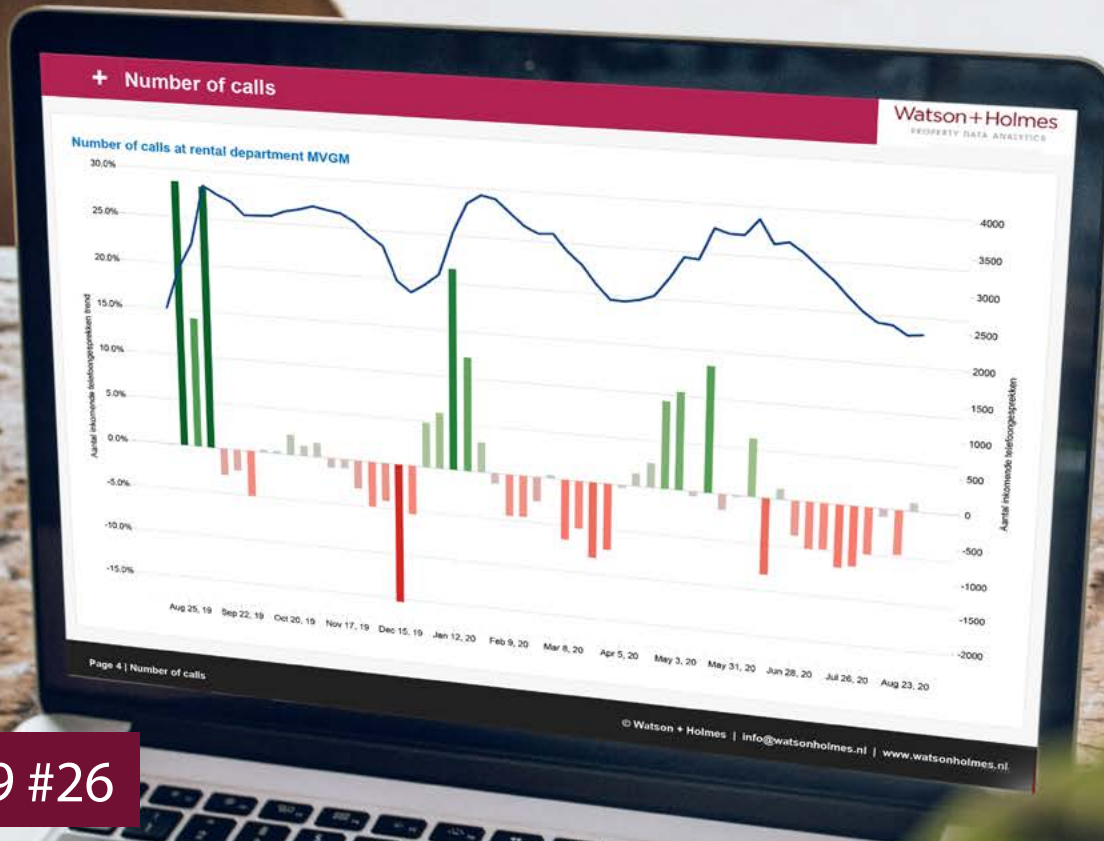 + Number of calls
Watson+Holmes
PROPERTY DATA ANALYTICS
Number of calls at rental department MVGM
30.0%
25.0%
20.0%
15.0%
10.0%
5.0%
0.0%
-5.0%
-10.0%
-15.0%
Aantal inkomende telefoongesprekken trend
4000
3500
3000
2500
2000
1500
1000
500
0
-500
-1000
-1500
-2000
Aantal inkomende telefoongesprekken
Aug 25, 19 Sep 22, 19 Oct 20, 19 Nov 17, 19 Dec 15, 19 Jan 12, 20 Feb 9, 20 Mar 8, 20 Apr 5, 20 May 3, 20 May 31, 20 Jun 28, 20 Jul 26, 20 Aug 23, 20
Page 4 | Number of calls
© Watson + Holmes | info@watsonholmes.nl | www.watsonholmes.nl
9 #26